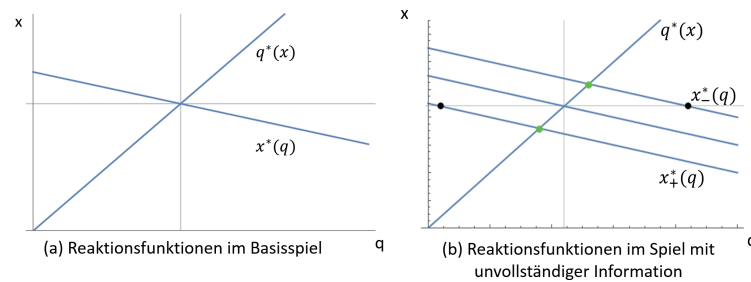 x
q*(x)
x*(q)
q
(a) Reaktionsfunktionen im Basisspiel
x
q*(x)
x*₋(q)
x*₊(q)
q
(b) Reaktionsfunktionen im Spiel mit
unvollständiger Information